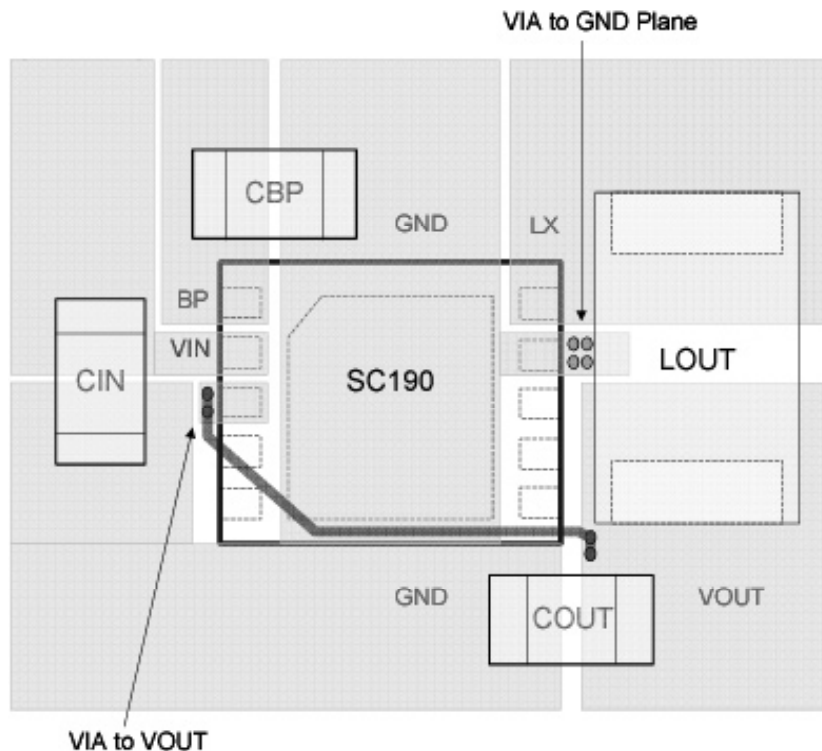 VIA to GND Plane
CBP
GND
LX
BP
VIN
CIN
SC190
LOUT
GND
COUT
VOUT
VIA to VOUT